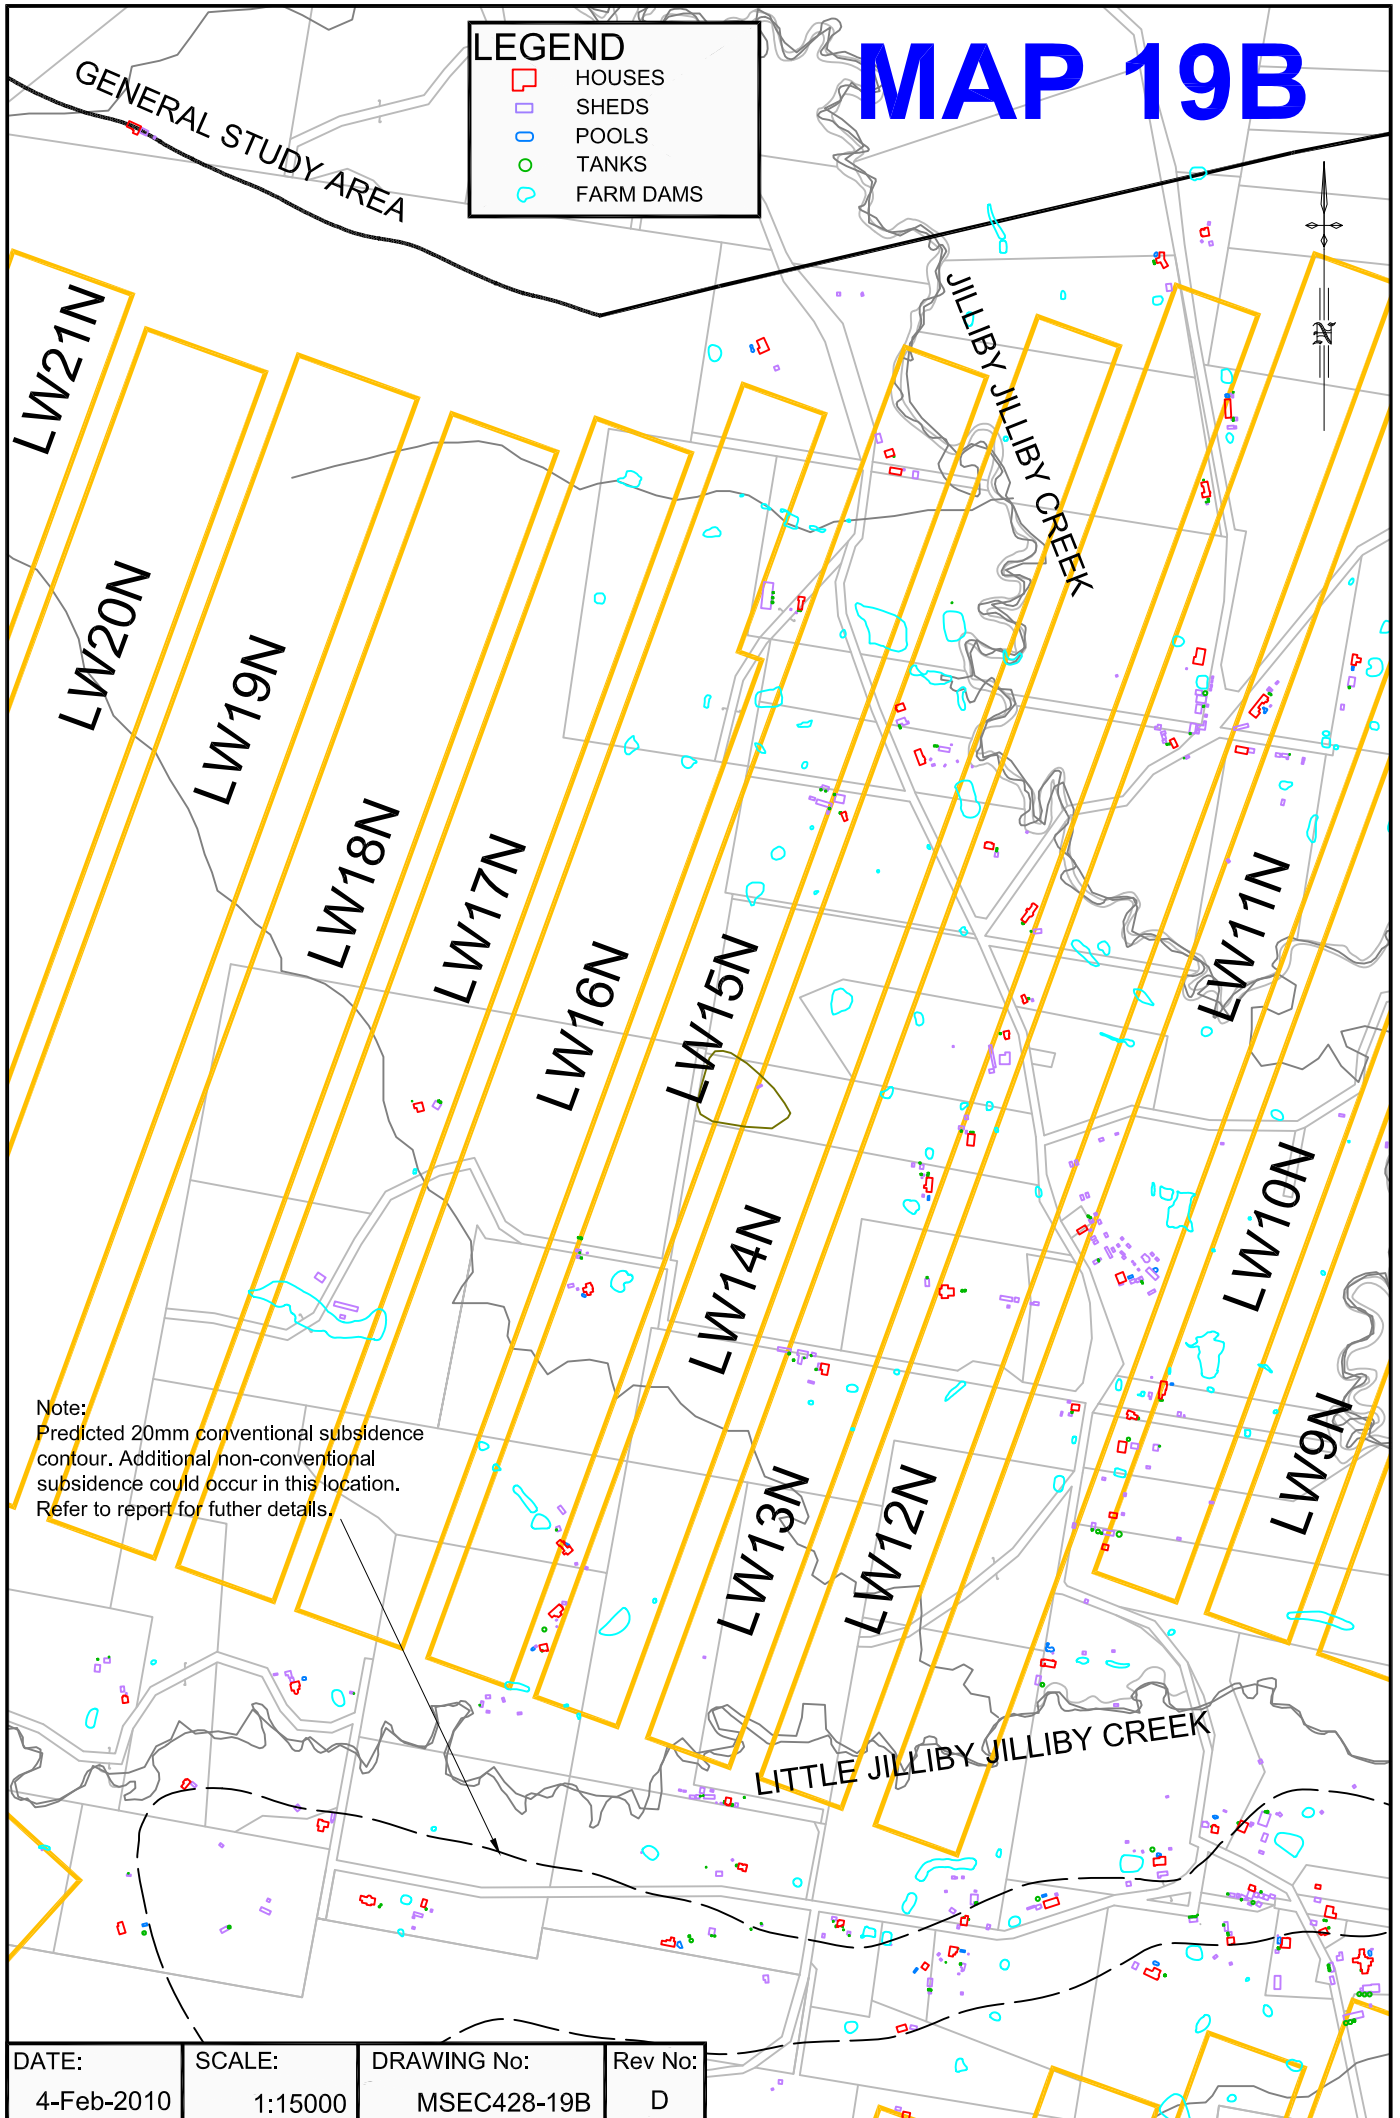 MAP 19B
LEGEND
HOUSES
SHEDS
POOLS
TANKS
FARM DAMS
GENERAL STUDY AREA
N
JILLIBY JILLIBY CREEK
LW21N
LW20N
LW19N
LW18N
LW17N
LW16N
LW15N
LW14N
LW13N
LW12N
LW11N
LW10N
LW9N
Note:
Predicted 20mm conventional subsidence
contour. Additional non-conventional
subsidence could occur in this location.
Refer to report for futher details.
LITTLE JILLIBY JILLIBY CREEK
DATE:
4-Feb-2010
SCALE:
1:15000
DRAWING No:
MSEC428-19B
Rev No:
D